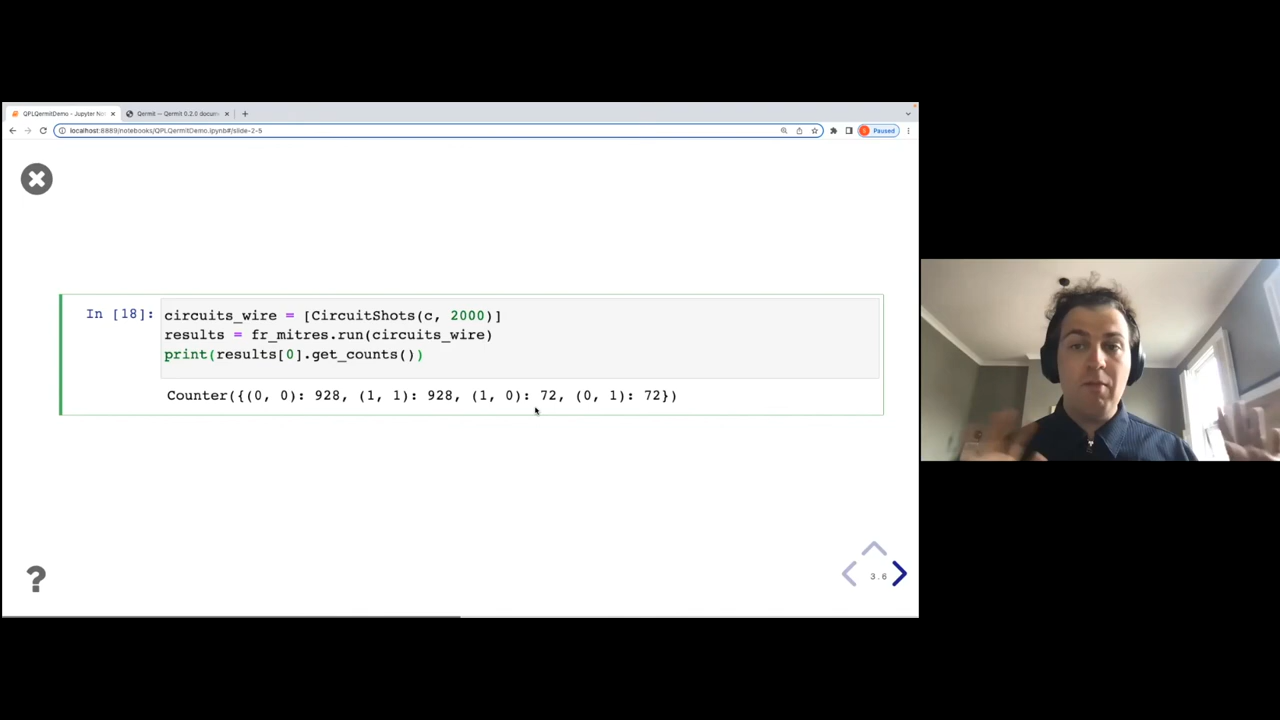 QPLQermitDemo - Jupyter Not
Qermit — Qermit 0.2.0 docum
localhost:8889/notebooks/QPLQermitDemo.ipynb#/slide-2-5
Paused
In [18]:
circuits_wire = [CircuitShots(c, 2000)]
results = fr_mitres.run(circuits_wire)
print(results[0].get_counts())
Counter({(0, 0): 928, (1, 1): 928, (1, 0): 72, (0, 1): 72})
?
3.6